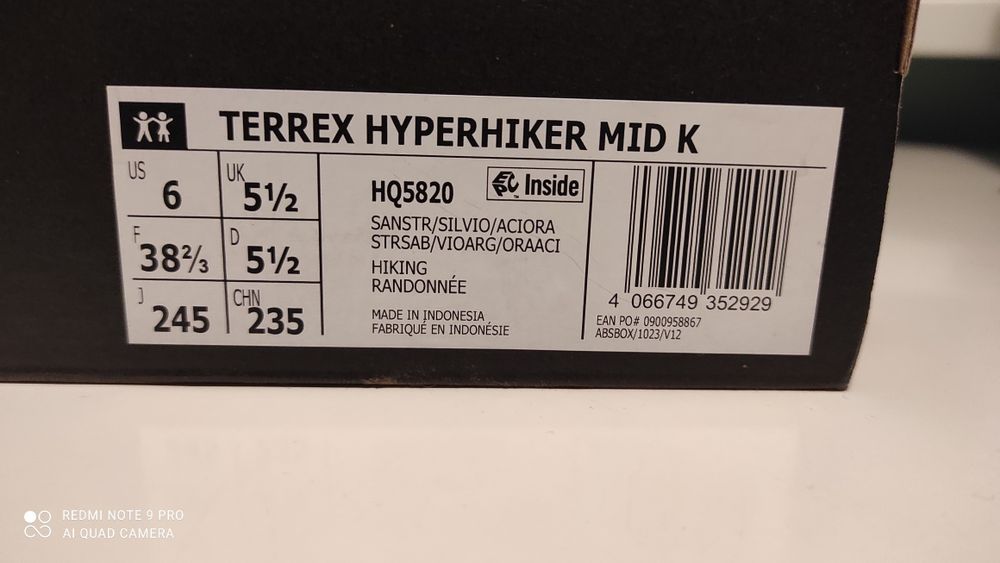 TERREX HYPERHIKER MID K
US 6 UK 5½
F 38⅔ D 5½
J 245 CHN 235
HQ5820
Inside
SANSTR/SILVIO/ACIORA
STRSAB/VIOARG/ORAACI
HIKING
RANDONNÉE
MADE IN INDONESIA
FABRIQUÉ EN INDONÉSIE
4 066749 352929
EAN PO# 0900958867
ABSBOX/1023/V12
REDMI NOTE 9 PRO
AI QUAD CAMERA